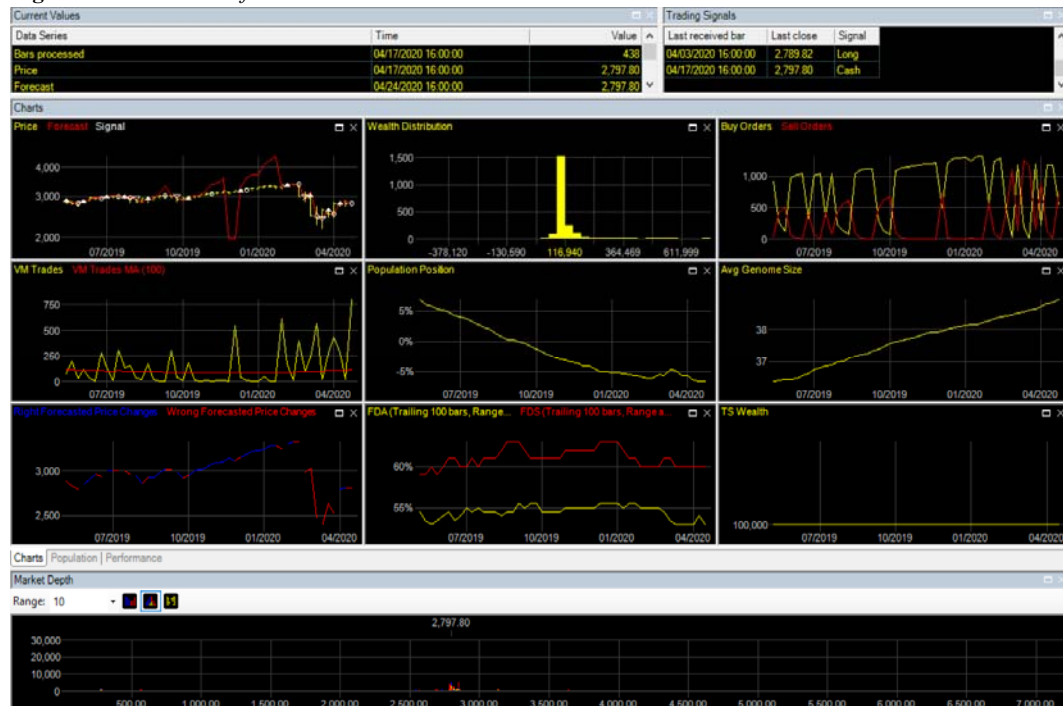 Current Values
Trading Signals
Data Series Time Value
Last received bar Last close Signal
Bars processed 04/17/2020 16:00:00 438
04/03/2020 16:00:00 2,789.82 Long
Price 04/17/2020 16:00:00 2,797.80
04/17/2020 16:00:00 2,797.80 Cash
Forecast 04/24/2020 16:00:00 2,797.80
Charts
Price Forecast Signal
4,000
3,000
2,000
07/2019 10/2019 01/2020 04/2020
Wealth Distribution
1,500
1,000
500
0
-378,120 -130,590 116,940 364,469 611,999
Buy Orders Sell Orders
1,000
500
0
07/2019 10/2019 01/2020 04/2020
VM Trades VM Trades MA (100)
750
500
250
0
07/2019 10/2019 01/2020 04/2020
Population Position
5%
0%
-5%
07/2019 10/2019 01/2020 04/2020
Avg Genome Size
38
37
07/2019 10/2019 01/2020 04/2020
Right Forecasted Price Changes Wrong Forecasted Price Changes
3,000
2,500
07/2019 10/2019 01/2020 04/2020
FDA (Trailing 100 bars, Range... FDS (Trailing 100 bars, Range a...
60%
55%
07/2019 10/2019 01/2020 04/2020
TS Wealth
100,000
07/2019 10/2019 01/2020 04/2020
Charts Population Performance
Market Depth
Range: 10
2,797.80
30,000
20,000
10,000
0
500.00 1,000.00 1,500.00 2,000.00 2,500.00 3,000.00 3,500.00 4,000.00 4,500.00 5,000.00 5,500.00 6,000.00 6,500.00 7,000.00